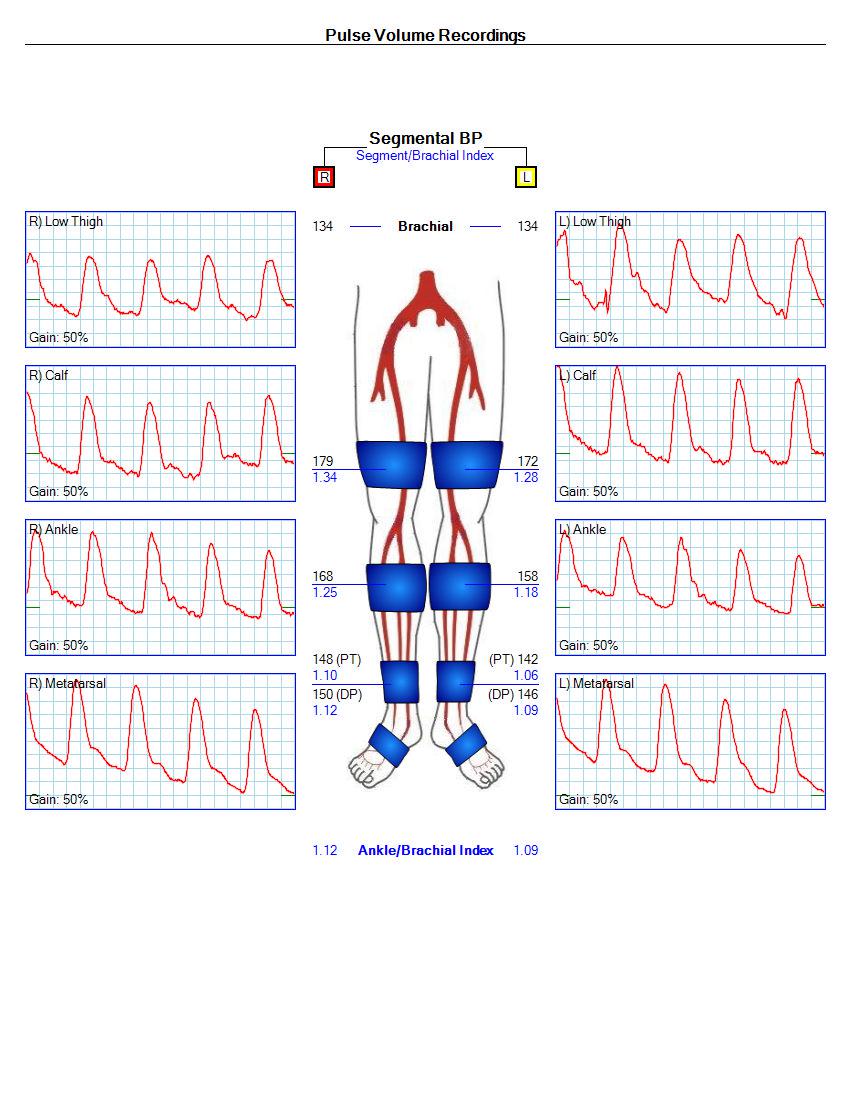 Pulse Volume Recordings
Segmental BP
Segment/Brachial Index
R
L
R) Low Thigh
134
Brachial
134
L) Low Thigh
Gain: 50%
Gain: 50%
R) Calf
L) Calf
179
1.34
172
1.28
Gain: 50%
Gain: 50%
R) Ankle
L) Ankle
168
1.25
158
1.18
Gain: 50%
Gain: 50%
148 (PT)
1.10
150 (DP)
1.12
(PT) 142
1.06
(DP) 146
1.09
R) Metatarsal
L) Metatarsal
Gain: 50%
Gain: 50%
1.12 Ankle/Brachial Index 1.09